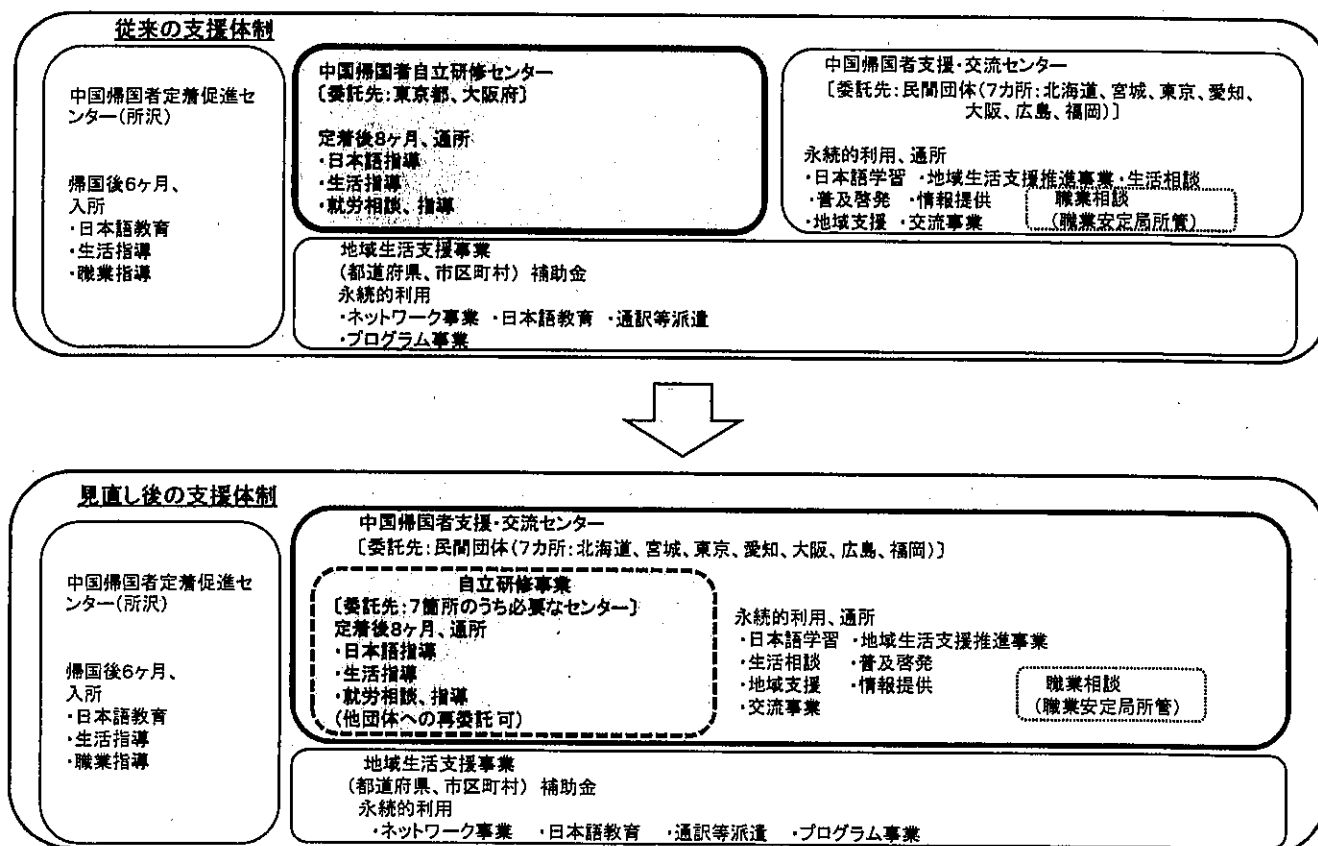 従来の支援体制
中国帰国者定着促進セ
ンター(所沢)
帰国後6ヶ月、
入所
・日本語教育
・生活指導
・職業指導
中国帰国者自立研修センター
〔委託先:東京都、大阪府〕
定着後8ヶ月、通所
・日本語指導
・生活指導
・就労相談、指導
中国帰国者支援・交流センター
〔委託先:民間団体(7カ所:北海道、宮城、東京、愛知、
大阪、広島、福岡)〕
永続的利用、通所
・日本語学習 ・地域生活支援推進事業・生活相談
・普及啓発 ・情報提供
・地域支援 ・交流事業
職業相談
(職業安定局所管)
地域生活支援事業
(都道府県、市区町村) 補助金
永続的利用
・ネットワーク事業 ・日本語教育 ・通訳等派遣
・プログラム事業
見直し後の支援体制
中国帰国者定着促進セ
ンター(所沢)
帰国後6ヶ月、
入所
・日本語教育
・生活指導
・職業指導
中国帰国者支援・交流センター
〔委託先:民間団体(7カ所:北海道、宮城、東京、愛知、大阪、広島、福岡)〕
自立研修事業
〔委託先:7箇所のうち必要なセンター〕
定着後8ヶ月、通所
・日本語指導
・生活指導
・就労相談、指導
(他団体への再委託可)
永続的利用、通所
・日本語学習 ・地域生活支援推進事業
・生活相談 ・普及啓発
・地域支援 ・情報提供
・交流事業
職業相談
(職業安定局所管)
地域生活支援事業
(都道府県、市区町村) 補助金
永続的利用
・ネットワーク事業 ・日本語教育 ・通訳等派遣 ・プログラム事業